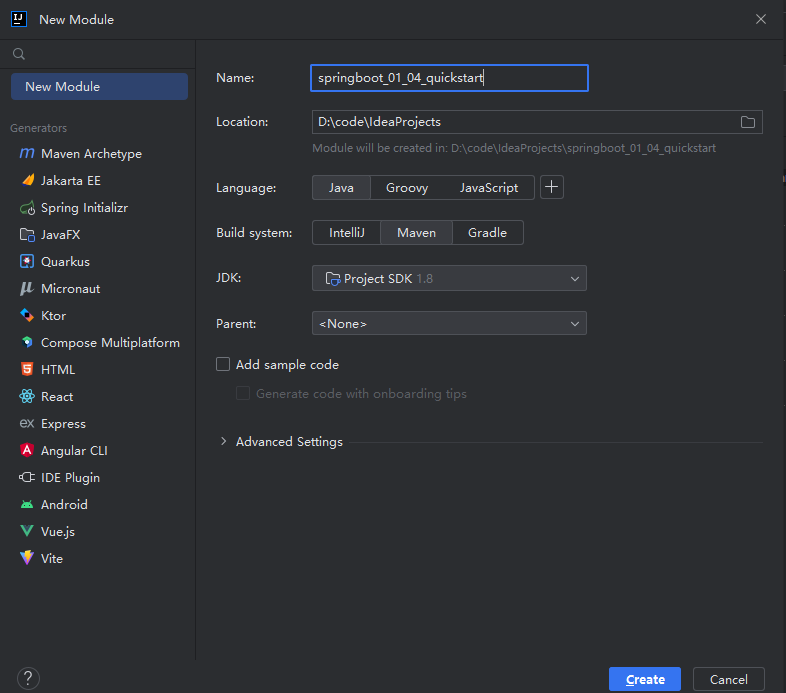 New Module
New Module
Generators
Maven Archetype
Jakarta EE
Spring Initializr
JavaFX
Quarkus
Micronaut
Ktor
Compose Multiplatform
HTML
React
ex Express
Angular CLI
IDE Plugin
Android
Vue.js
Vite
Name: springboot_01_04_quickstart
Location: D:\code\IdeaProjects
Module will be created in: D:\code\IdeaProjects\springboot_01_04_quickstart
Language: Java Groovy JavaScript +
Build system: IntelliJ Maven Gradle
JDK: Project SDK 1.8
Parent: <None>
Add sample code
Generate code with onboarding tips
Advanced Settings
? Create Cancel